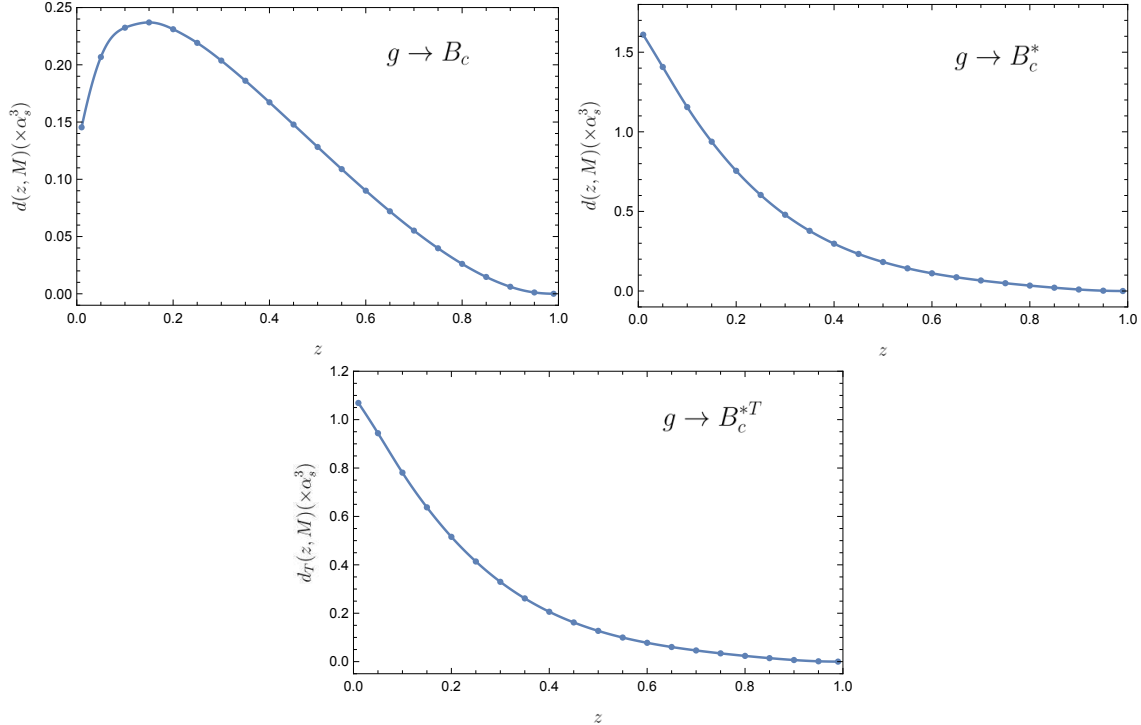 0.25
0.20
0.15
0.10
0.05
0.00
d(z, M)(×α_s^3)
g → B_c
0.0 0.2 0.4 0.6 0.8 1.0
z
1.5
1.0
0.5
0.0
d(z, M)(×α_s^3)
g → B_c^*
0.0 0.2 0.4 0.6 0.8 1.0
z
1.2
1.0
0.8
0.6
0.4
0.2
0.0
d_T(z, M)(×α_s^3)
g → B_c^{*T}
0.0 0.2 0.4 0.6 0.8 1.0
z